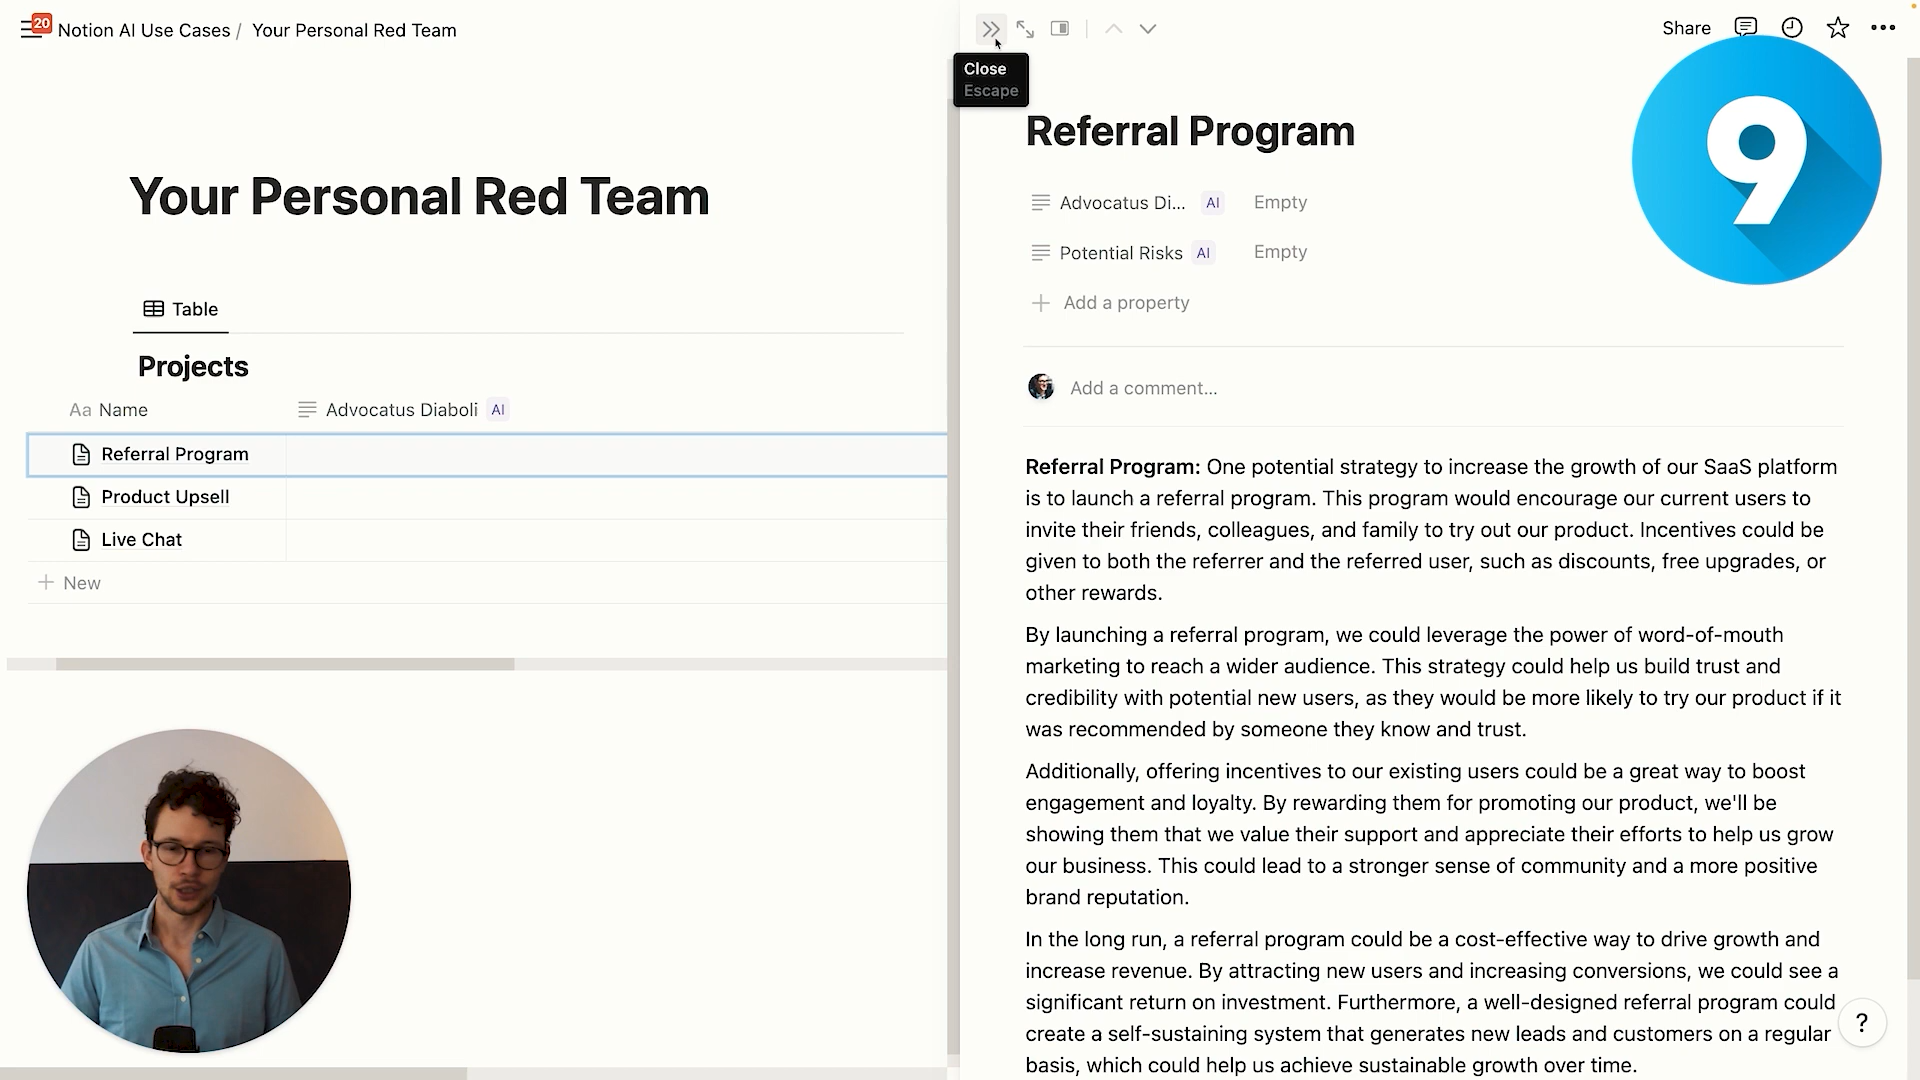 20
Notion AI Use Cases / Your Personal Red Team
Share
Close
Escape
Your Personal Red Team
Table
Projects
Aa Name
Advocatus Diaboli AI
Referral Program
Product Upsell
Live Chat
New
Referral Program
9
Advocatus Di... AI Empty
Potential Risks AI Empty
Add a property
Add a comment...
Referral Program: One potential strategy to increase the growth of our SaaS platform
is to launch a referral program. This program would encourage our current users to
invite their friends, colleagues, and family to try out our product. Incentives could be
given to both the referrer and the referred user, such as discounts, free upgrades, or
other rewards.
By launching a referral program, we could leverage the power of word-of-mouth
marketing to reach a wider audience. This strategy could help us build trust and
credibility with potential new users, as they would be more likely to try our product if it
was recommended by someone they know and trust.
Additionally, offering incentives to our existing users could be a great way to boost
engagement and loyalty. By rewarding them for promoting our product, we'll be
showing them that we value their support and appreciate their efforts to help us grow
our business. This could lead to a stronger sense of community and a more positive
brand reputation.
In the long run, a referral program could be a cost-effective way to drive growth and
increase revenue. By attracting new users and increasing conversions, we could see a
significant return on investment. Furthermore, a well-designed referral program could
create a self-sustaining system that generates new leads and customers on a regular
basis, which could help us achieve sustainable growth over time.
?